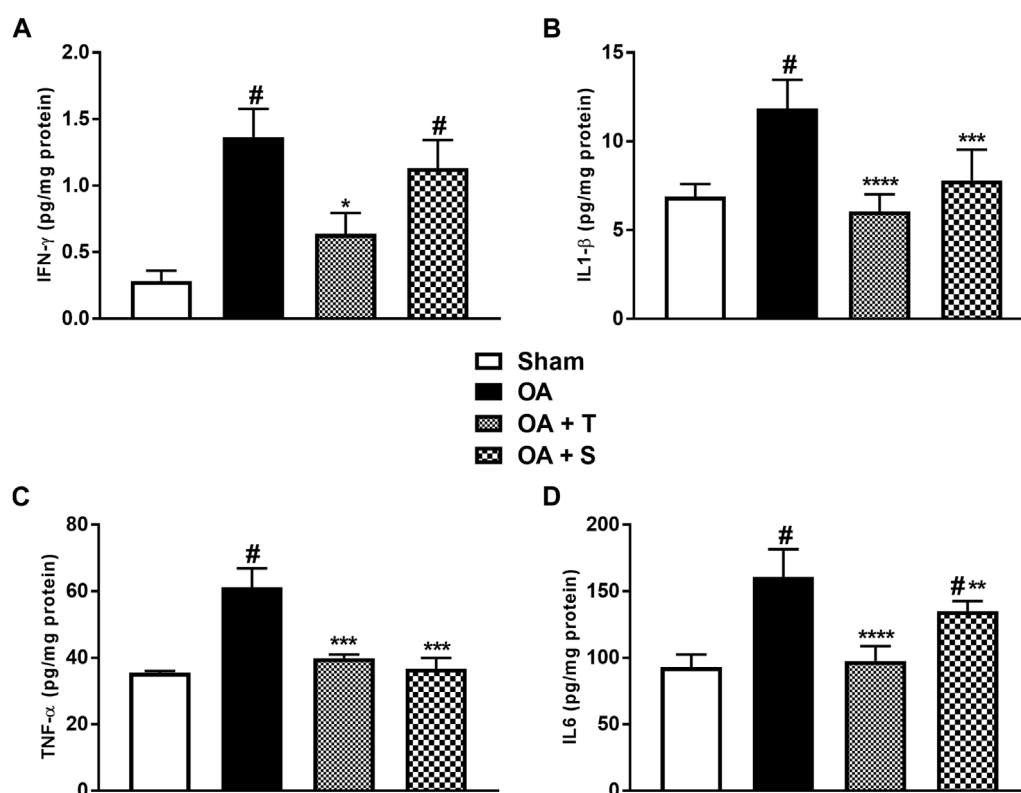 A
IFN-γ (pg/mg protein)
2.0
1.5
1.0
0.5
0.0
#
*
#
B
IL1-β (pg/mg protein)
15
10
5
0
#
****
***
Sham
OA
OA + T
OA + S
C
TNF-α (pg/mg protein)
80
60
40
20
0
#
***
***
D
IL6 (pg/mg protein)
200
150
100
50
0
#
****
# **